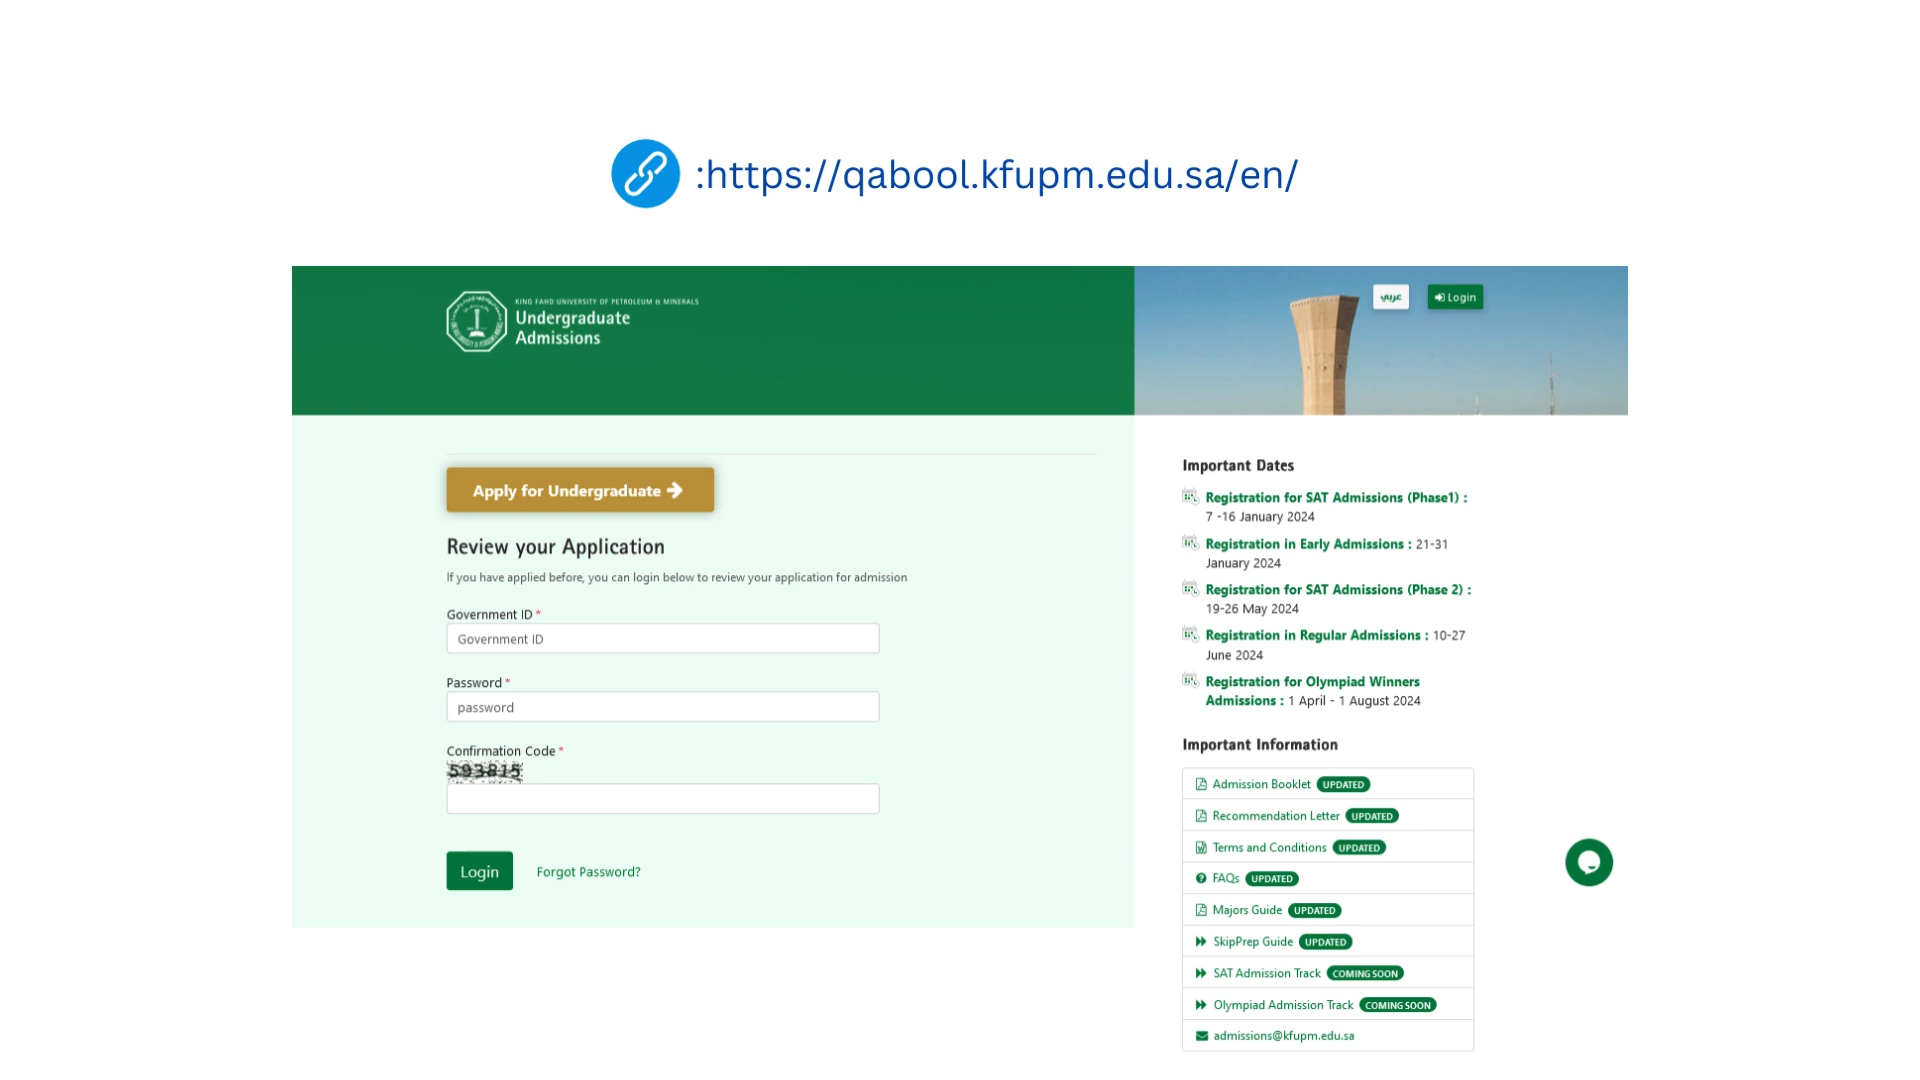 :https://qabool.kfupm.edu.sa/en/
KING FAHD UNIVERSITY OF PETROLEUM & MINERALS
Undergraduate
Admissions
عربي
Login
Apply for Undergraduate
Review your Application
If you have applied before, you can login below to review your application for admission
Government ID *
Government ID
Password *
password
Confirmation Code *
593815
Login
Forgot Password?
Important Dates
Registration for SAT Admissions (Phase1) :
7 -16 January 2024
Registration in Early Admissions : 21-31
January 2024
Registration for SAT Admissions (Phase 2) :
19-26 May 2024
Registration in Regular Admissions : 10-27
June 2024
Registration for Olympiad Winners
Admissions : 1 April - 1 August 2024
Important Information
Admission Booklet UPDATED
Recommendation Letter UPDATED
Terms and Conditions UPDATED
FAQs UPDATED
Majors Guide UPDATED
SkipPrep Guide UPDATED
SAT Admission Track COMING SOON
Olympiad Admission Track COMING SOON
admissions@kfupm.edu.sa